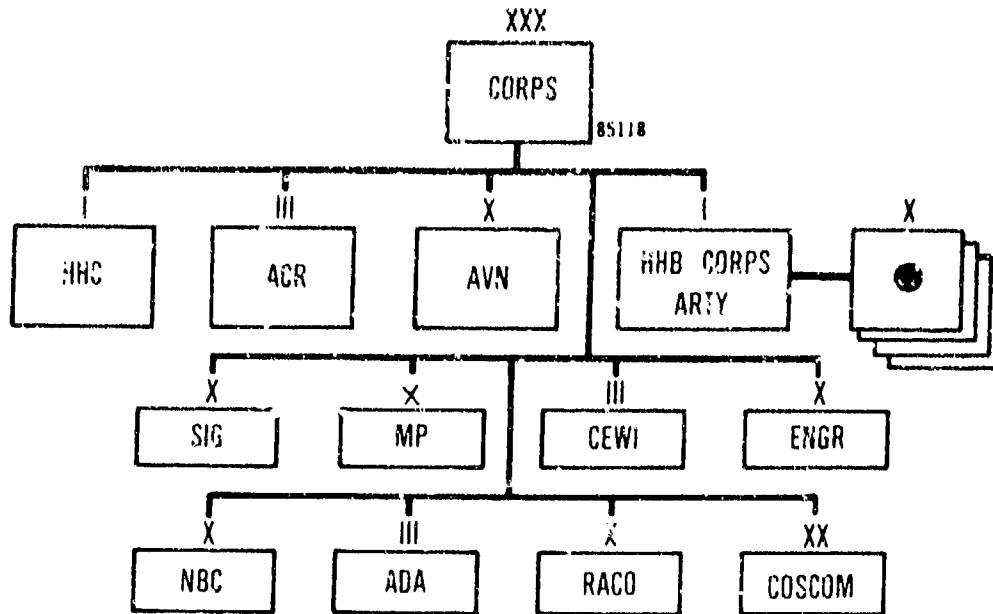 XXX
CORPS
85118
I III X I X
HHC ACR AVN HHB CORPS
ARTY
X X III X
SIG MP CEWI ENGR
X III X XX
NBC ADA RACO COSCOM